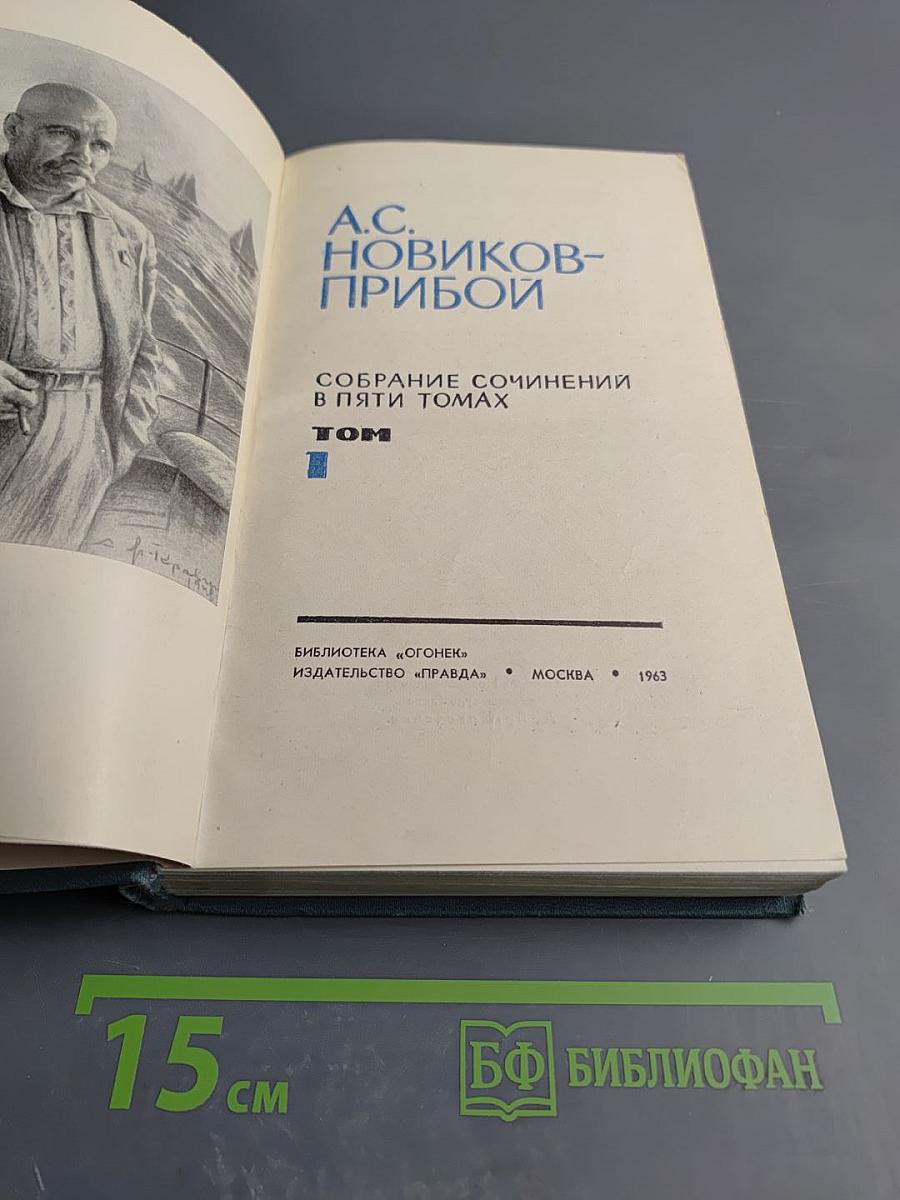 А.С.
НОВИКОВ-
ПРИБОЙ
СОБРАНИЕ СОЧИНЕНИЙ
В ПЯТИ ТОМАХ
ТОМ
1
БИБЛИОТЕКА «ОГОНЕК»
ИЗДАТЕЛЬСТВО «ПРАВДА» • МОСКВА • 1963
15 см
БФ БИБЛИОФАН